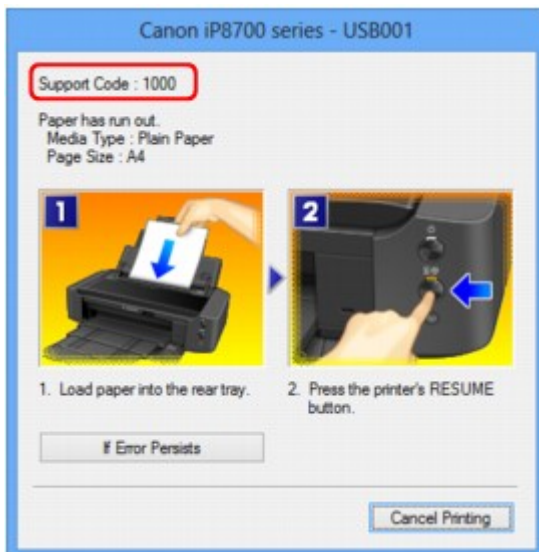 Canon iP8700 series - USB001
Support Code : 1000
Paper has run out.
Media Type : Plain Paper
Page Size : A4
1
2
1. Load paper into the rear tray.
2. Press the printer's RESUME
button.
If Error Persists
Cancel Printing